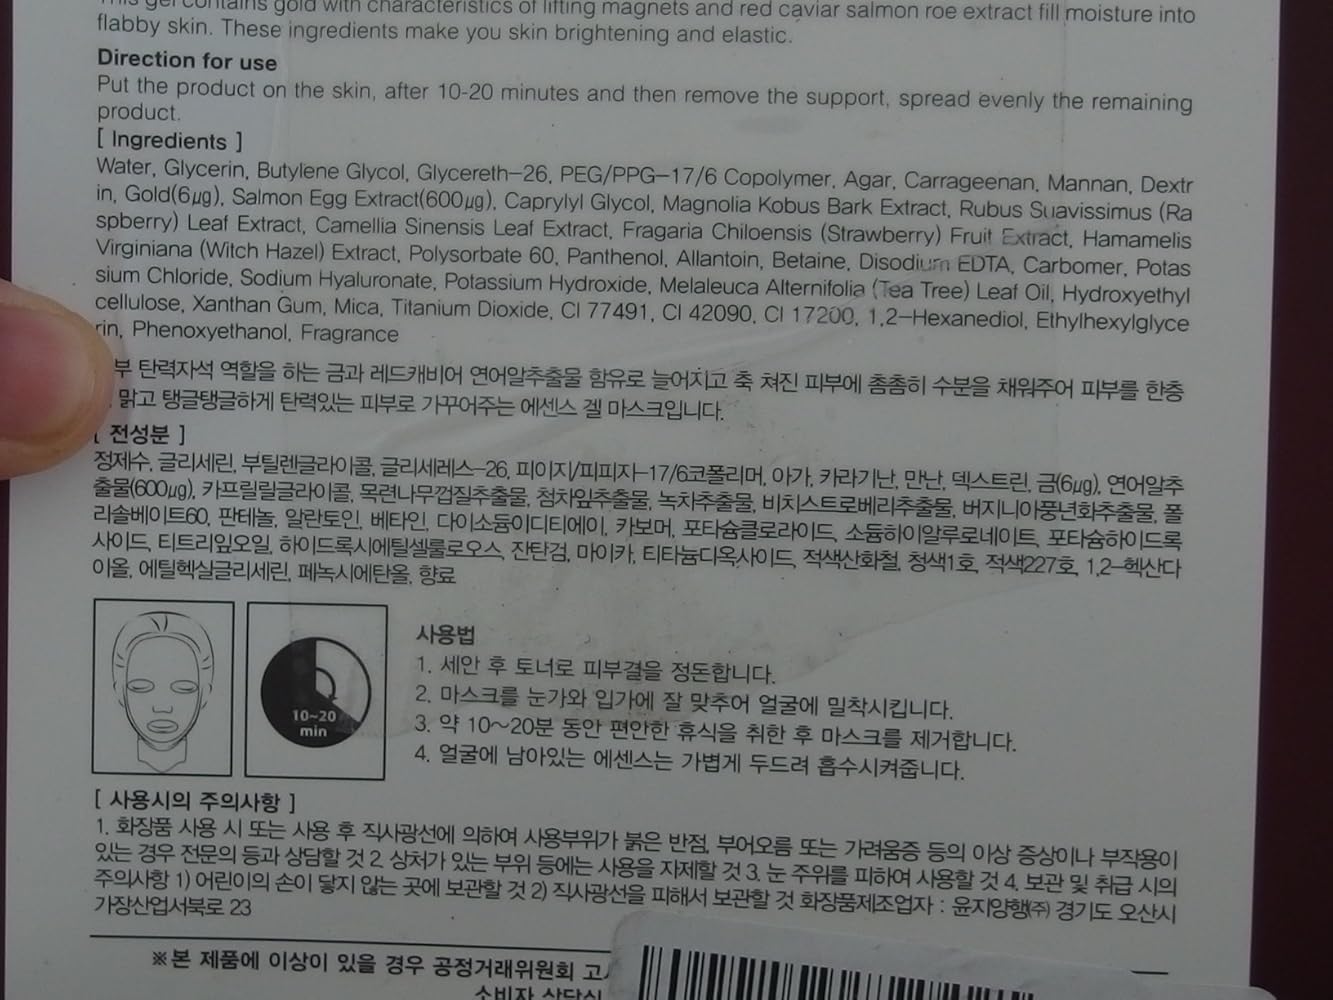 This gel contains gold with characteristics of lifting magnets and red caviar salmon roe extract fill moisture into
flabby skin. These ingredients make you skin brightening and elastic.
Direction for use
Put the product on the skin, after 10-20 minutes and then remove the support, spread evenly the remaining
product.
[ Ingredients ]
Water, Glycerin, Butylene Glycol, Glycereth-26, PEG/PPG-17/6 Copolymer, Agar, Carrageenan, Mannan, Dextr
in, Gold(6㎍), Salmon Egg Extract(600㎍), Caprylyl Glycol, Magnolia Kobus Bark Extract, Rubus Suavissimus (Ra
spberry) Leaf Extract, Camellia Sinensis Leaf Extract, Fragaria Chiloensis (Strawberry) Fruit Extract, Hamamelis
Virginiana (Witch Hazel) Extract, Polysorbate 60, Panthenol, Allantoin, Betaine, Disodium EDTA, Carbomer, Potas
sium Chloride, Sodium Hyaluronate, Potassium Hydroxide, Melaleuca Alternifolia (Tea Tree) Leaf Oil, Hydroxyethyl
cellulose, Xanthan Gum, Mica, Titanium Dioxide, CI 77491, CI 42090, CI 17200, 1,2-Hexanediol, Ethylhexylglyce
rin, Phenoxyethanol, Fragrance
부 탄력자석 역할을 하는 금과 레드캐비어 연어알추출물 함유로 늘어지고 축 쳐진 피부에 촘촘히 수분을 채워주어 피부를 한층
맑고 탱글탱글하게 탄력있는 피부로 가꾸어주는 에센스 겔 마스크입니다.
[ 전성분 ]
정제수, 글리세린, 부틸렌글라이콜, 글리세레스-26, 피이지/피피지-17/6코폴리머, 아가, 카라기난, 만난, 덱스트린, 금(6㎍), 연어알추
출물(600㎍), 카프릴릴글라이콜, 목련나무껍질추출물, 첨차잎추출물, 녹차추출물, 비치스트로베리추출물, 버지니아풍년화추출물, 폴
리솔베이트60, 판테놀, 알란토인, 베타인, 다이소듐이디티에이, 카보머, 포타슘클로라이드, 소듐하이알루로네이트, 포타슘하이드록
사이드, 티트리잎오일, 하이드록시에틸셀룰로오스, 잔탄검, 마이카, 티타늄디옥사이드, 적색산화철, 청색1호, 적색227호, 1,2-헥산다
이올, 에틸헥실글리세린, 페녹시에탄올, 향료
10~20
min
사용법
1. 세안 후 토너로 피부결을 정돈합니다.
2. 마스크를 눈가와 입가에 잘 맞추어 얼굴에 밀착시킵니다.
3. 약 10~20분 동안 편안한 휴식을 취한 후 마스크를 제거합니다.
4. 얼굴에 남아있는 에센스는 가볍게 두드려 흡수시켜줍니다.
[ 사용시의 주의사항 ]
1. 화장품 사용 시 또는 사용 후 직사광선에 의하여 사용부위가 붉은 반점, 부어오름 또는 가려움증 등의 이상 증상이나 부작용이
있는 경우 전문의 등과 상담할 것 2. 상처가 있는 부위 등에는 사용을 자제할 것 3. 눈 주위를 피하여 사용할 것 4. 보관 및 취급 시의
주의사항 1) 어린이의 손이 닿지 않는 곳에 보관할 것 2) 직사광선을 피해서 보관할 것 화장품제조업자 : 윤지양행㈜ 경기도 오산시
가장산업서북로 23
※본 제품에 이상이 있을 경우 공정거래위원회 고
소비자 상담실